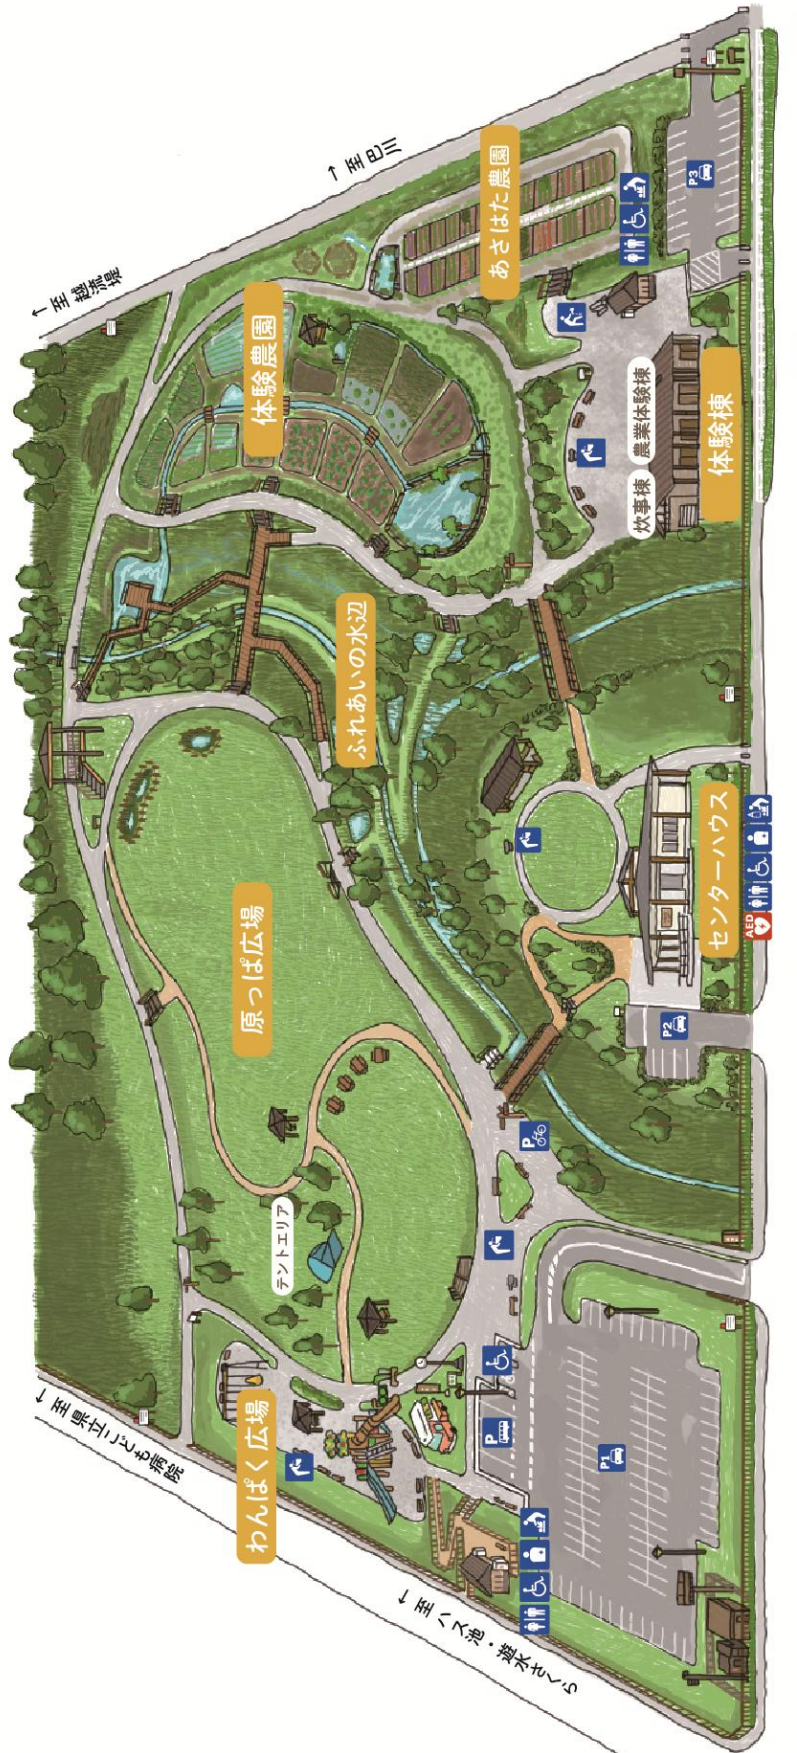 ←至県立こども病院
←至ハス池・遊水さくら
わんぱく広場
テントエリア
原っぱ広場
ふれあいの水辺
体験農園
あさはた農園
←至越流堤
↑至巴川
センターハウス
炊事棟
農業体験棟
体験棟
AED
P
P
P1
P2
P3